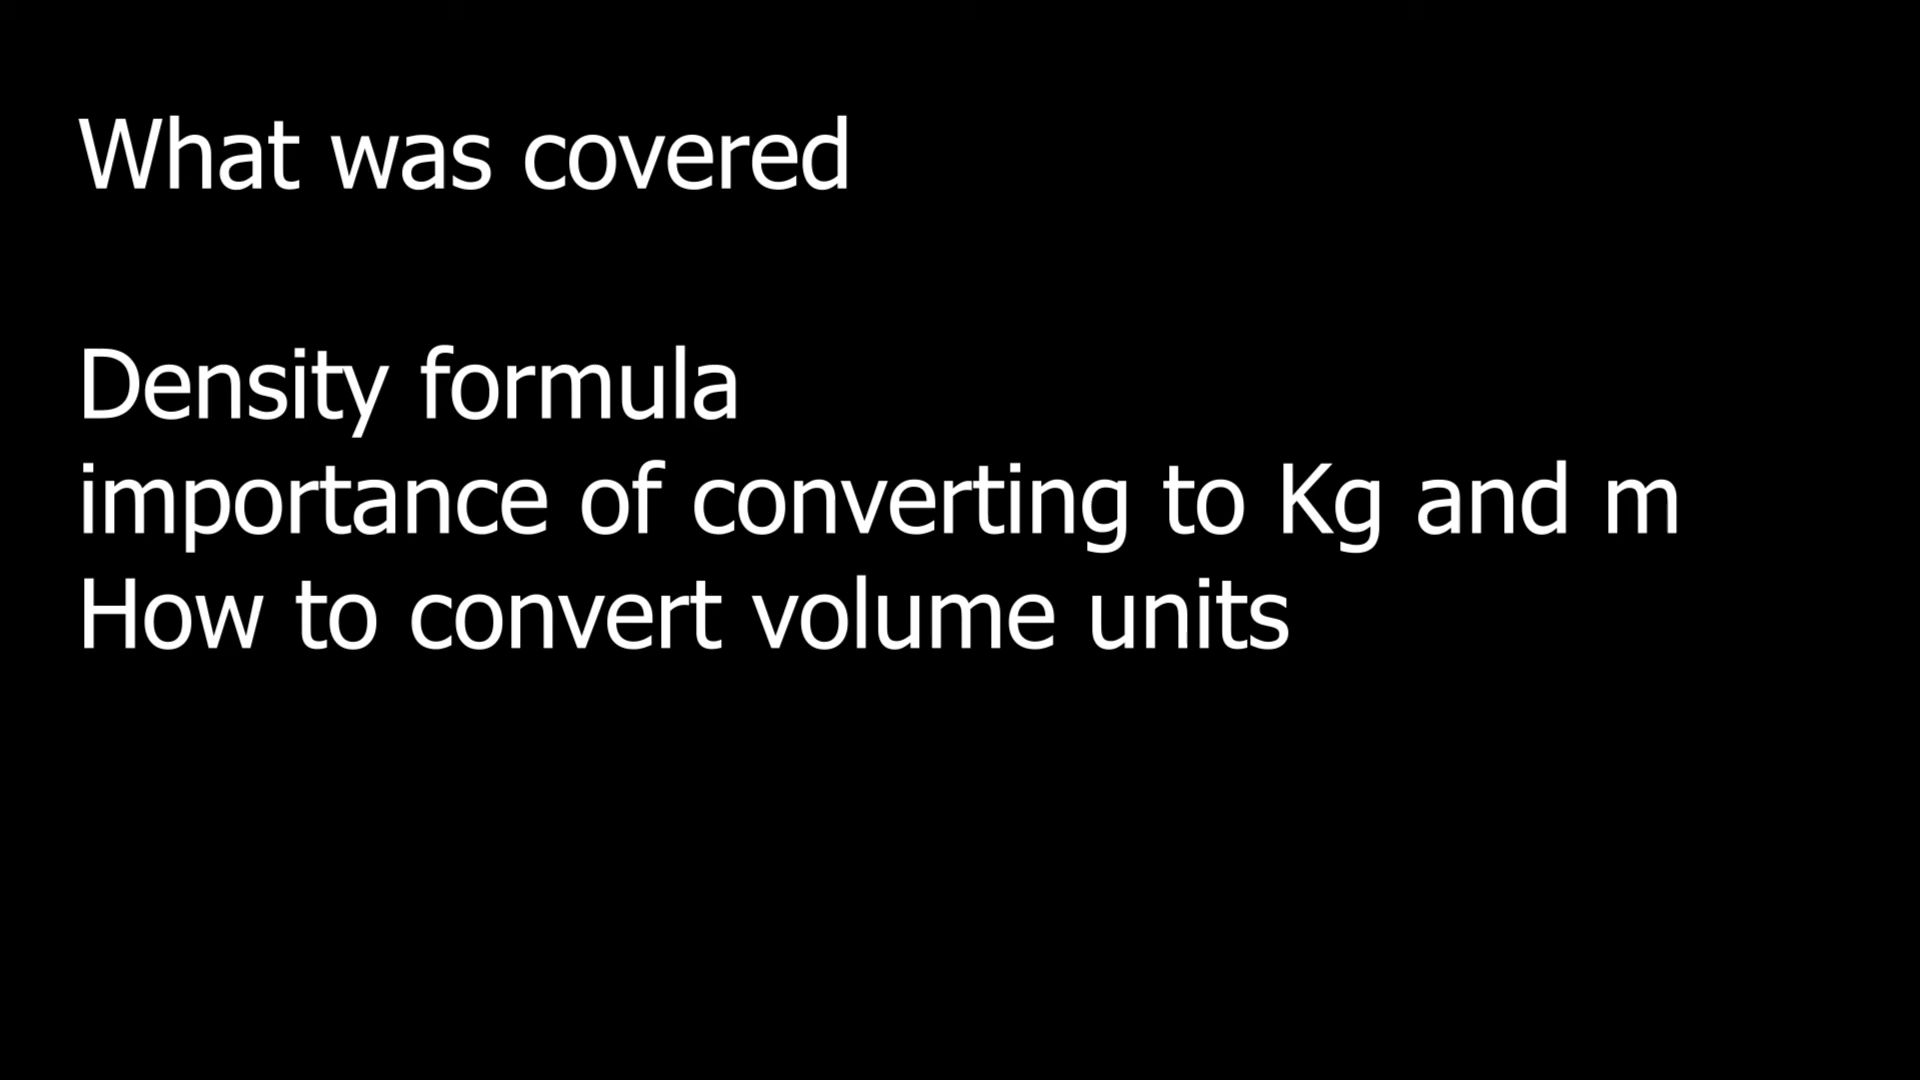 What was covered
Density formula
importance of converting to Kg and m
How to convert volume units